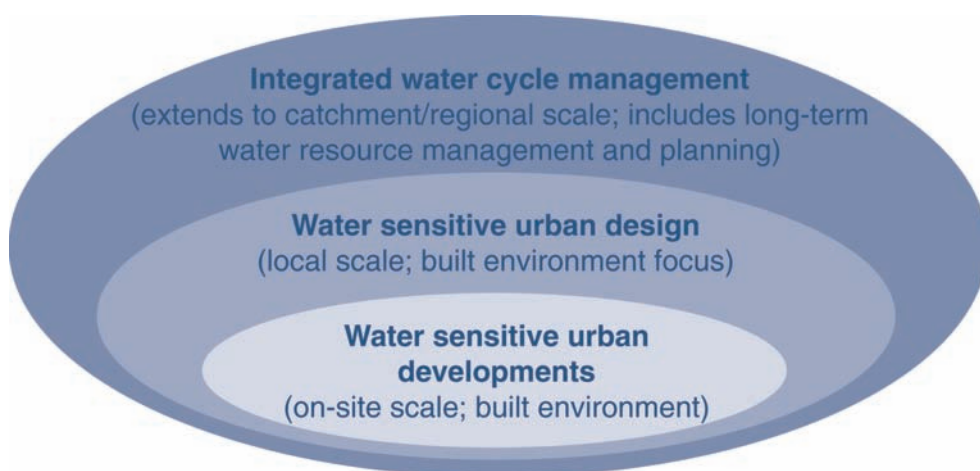 Integrated water cycle management
(extends to catchment/regional scale; includes long-term
water resource management and planning)
Water sensitive urban design
(local scale; built environment focus)
Water sensitive urban
developments
(on-site scale; built environment)